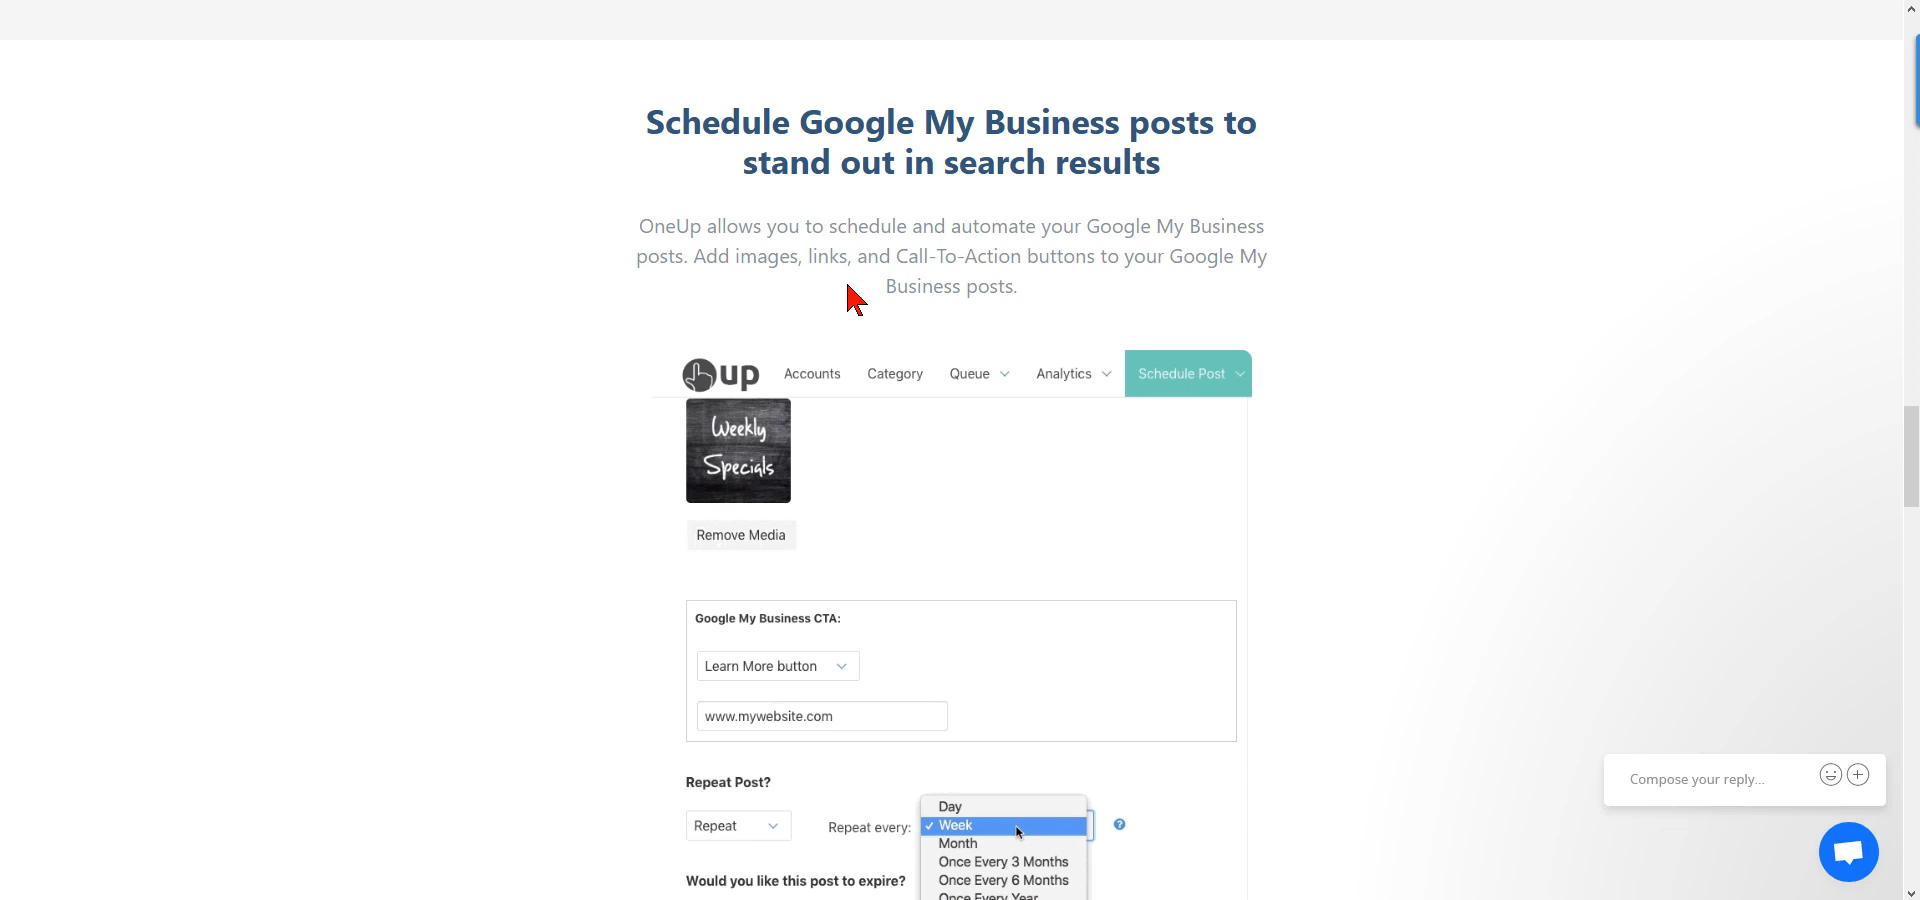 Schedule Google My Business posts to
stand out in search results
OneUp allows you to schedule and automate your Google My Business
posts. Add images, links, and Call-To-Action buttons to your Google My
Business posts.
up Accounts Category Queue Analytics Schedule Post
Weekly
Specials
Remove Media
Google My Business CTA:
Learn More button
www.mywebsite.com
Repeat Post?
Day
Repeat Repeat every: ✓ Week
Month
Once Every 3 Months
Would you like this post to expire? Once Every 6 Months
Once Every Year
Compose your reply...